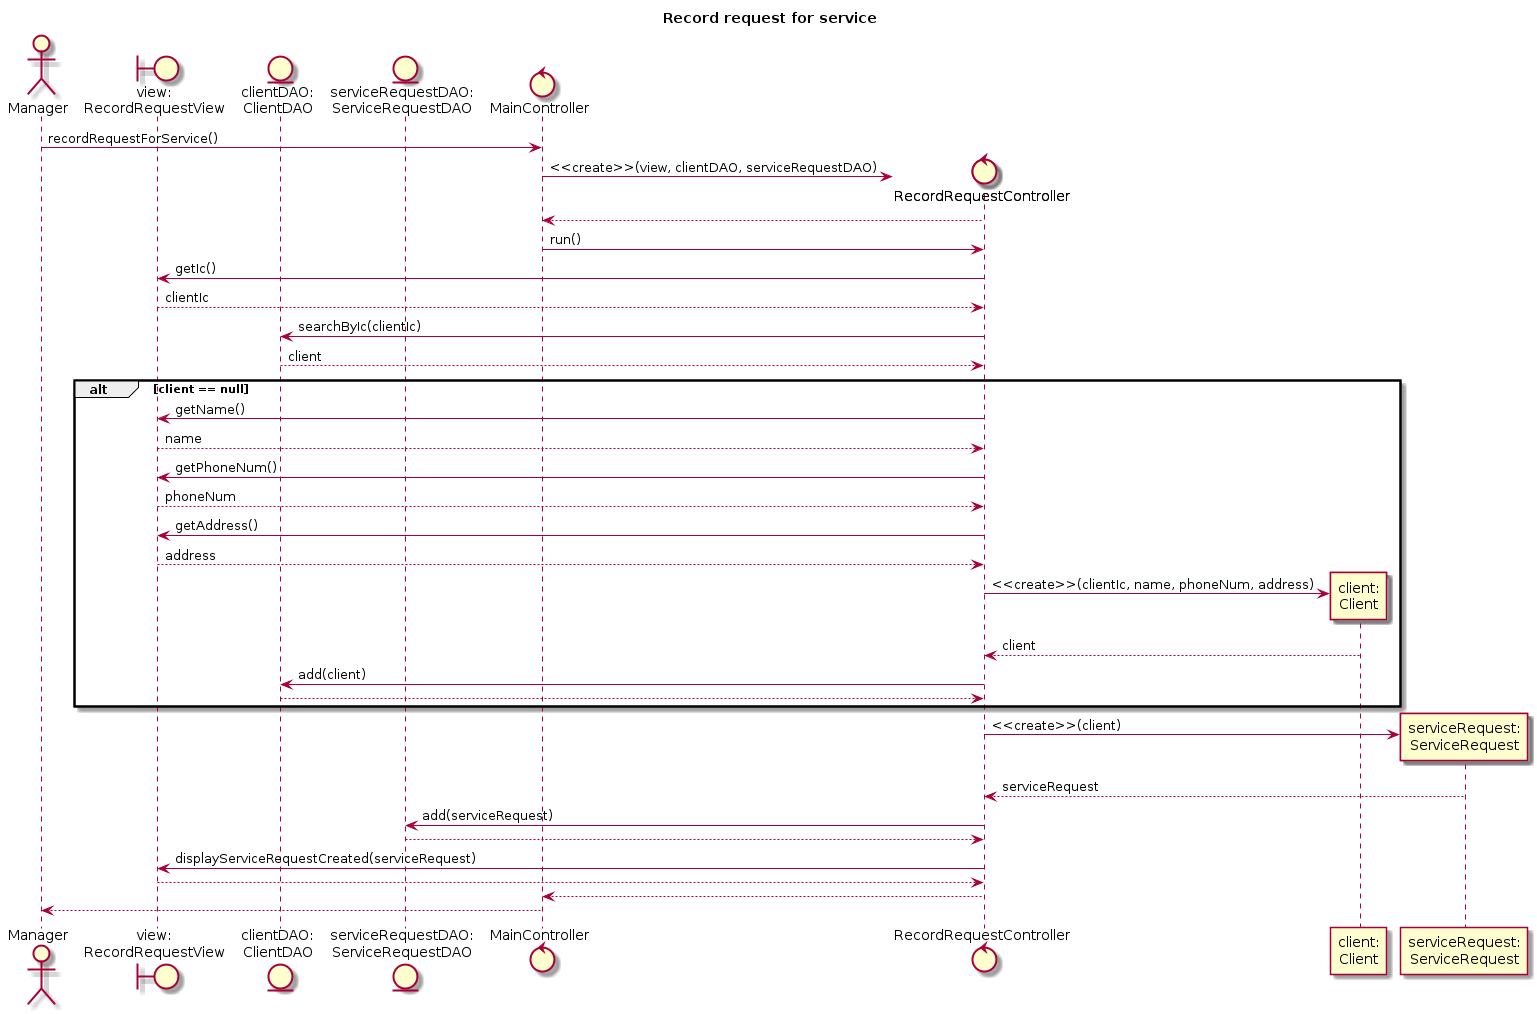 Record request for service
Manager
view:
RecordRequestView
clientDAO:
ClientDAO
serviceRequestDAO:
ServiceRequestDAO
MainController
recordRequestForService()
<<create>>(view, clientDAO, serviceRequestDAO)
RecordRequestController
run()
getIc()
clientIc
searchByIc(clientIc)
client
alt [client == null]
getName()
name
getPhoneNum()
phoneNum
getAddress()
address
<<create>>(clientIc, name, phoneNum, address)
client:
Client
client
add(client)
<<create>>(client)
serviceRequest:
ServiceRequest
serviceRequest
add(serviceRequest)
displayServiceRequestCreated(serviceRequest)
Manager
view:
RecordRequestView
clientDAO:
ClientDAO
serviceRequestDAO:
ServiceRequestDAO
MainController
RecordRequestController
client:
Client
serviceRequest:
ServiceRequest